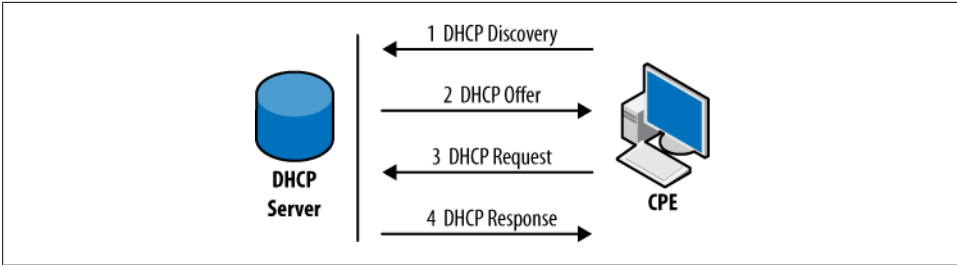 1 DHCP Discovery
2 DHCP Offer
3 DHCP Request
4 DHCP Response
DHCP
Server
CPE